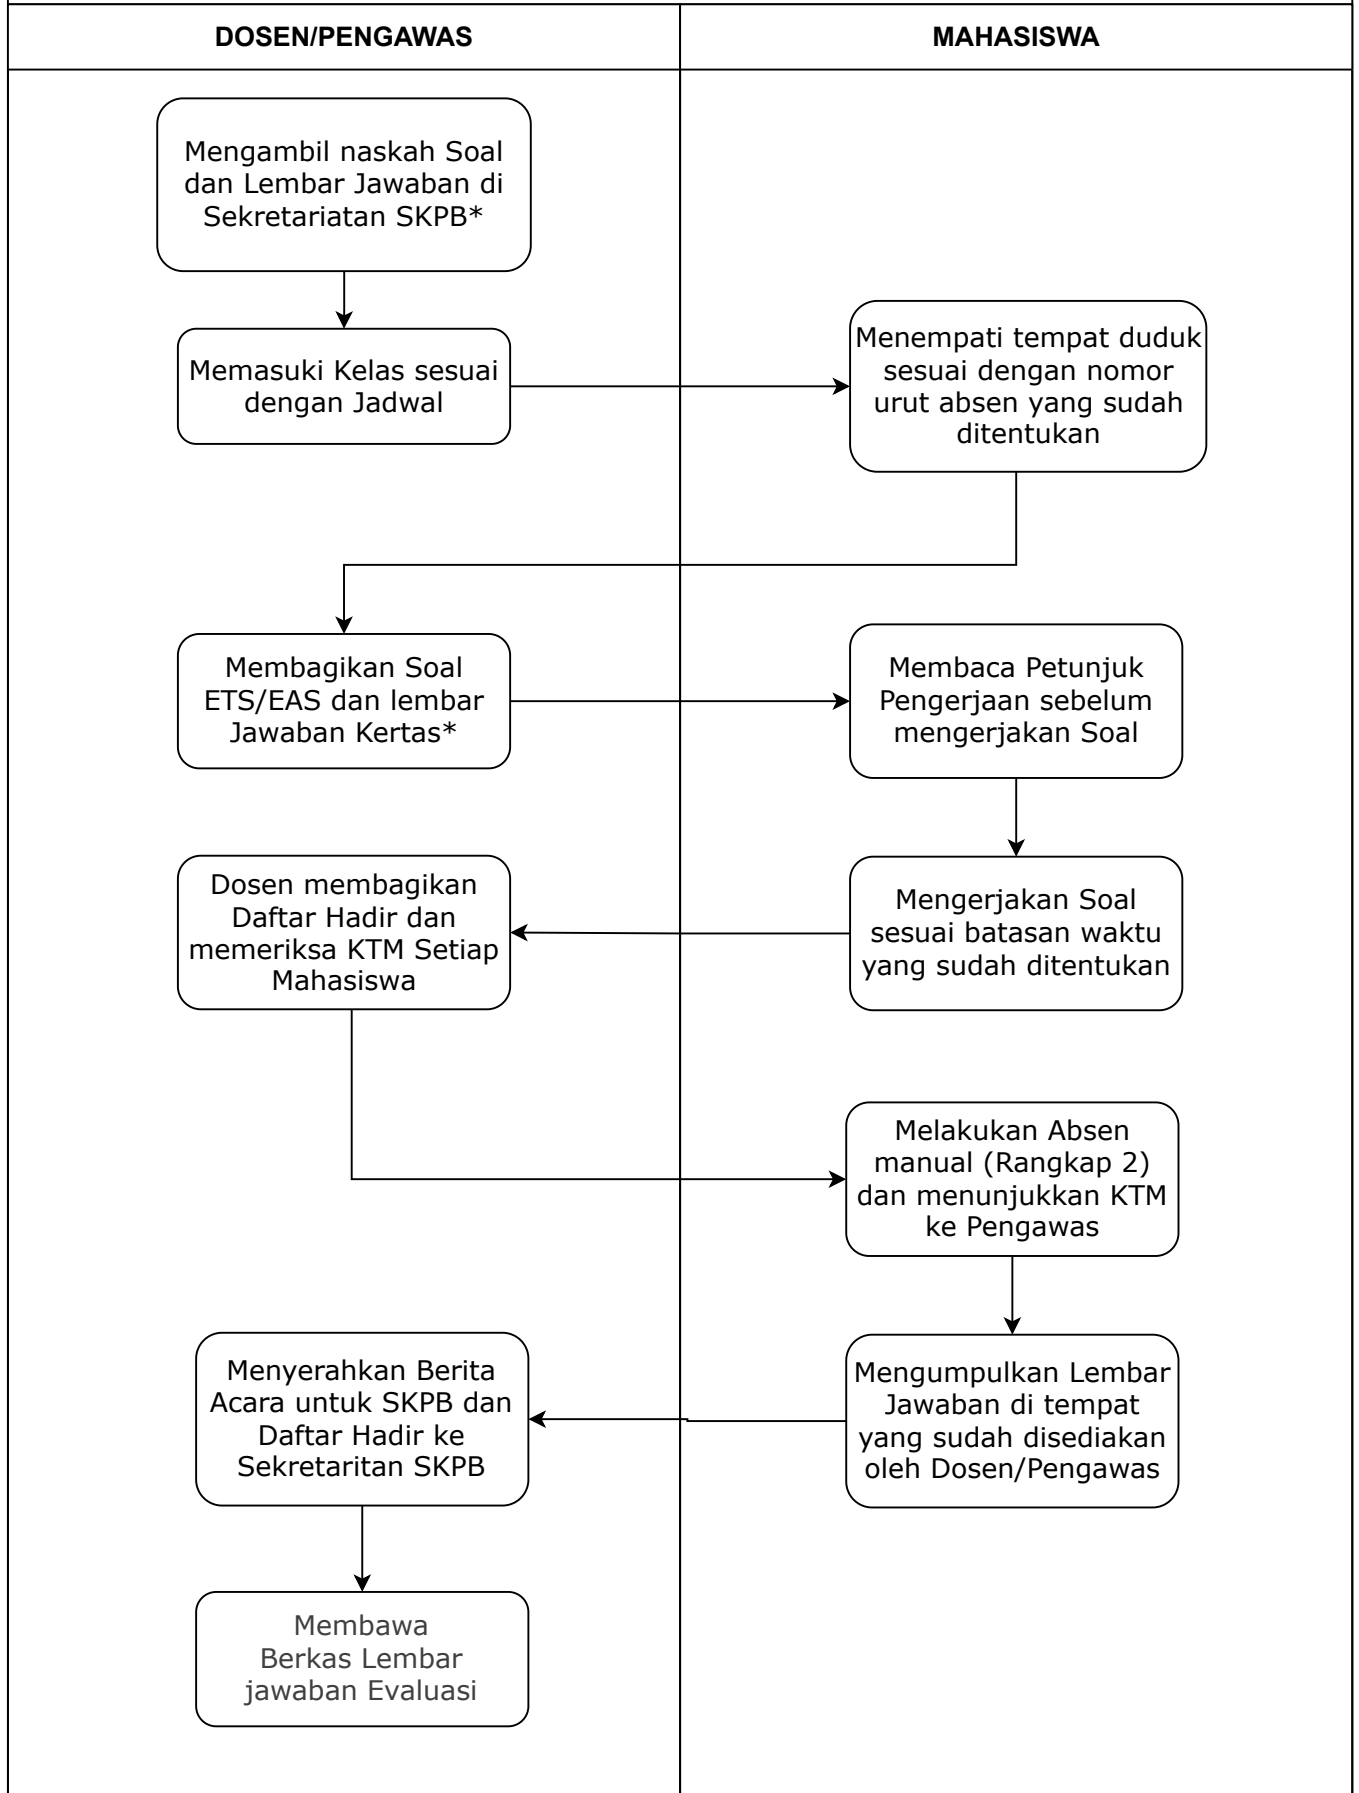 DOSEN/PENGAWAS
MAHASISWA
Mengambil naskah Soal
dan Lembar Jawaban di
Sekretariatan SKPB*
Memasuki Kelas sesuai
dengan Jadwal
Menempati tempat duduk
sesuai dengan nomor
urut absen yang sudah
ditentukan
Membagikan Soal
ETS/EAS dan lembar
Jawaban Kertas*
Membaca Petunjuk
Pengerjaan sebelum
mengerjakan Soal
Mengerjakan Soal
sesuai batasan waktu
yang sudah ditentukan
Dosen membagikan
Daftar Hadir dan
memeriksa KTM Setiap
Mahasiswa
Melakukan Absen
manual (Rangkap 2)
dan menunjukkan KTM
ke Pengawas
Mengumpulkan Lembar
Jawaban di tempat
yang sudah disediakan
oleh Dosen/Pengawas
Menyerahkan Berita
Acara untuk SKPB dan
Daftar Hadir ke
Sekretaritan SKPB
Membawa
Berkas Lembar
jawaban Evaluasi